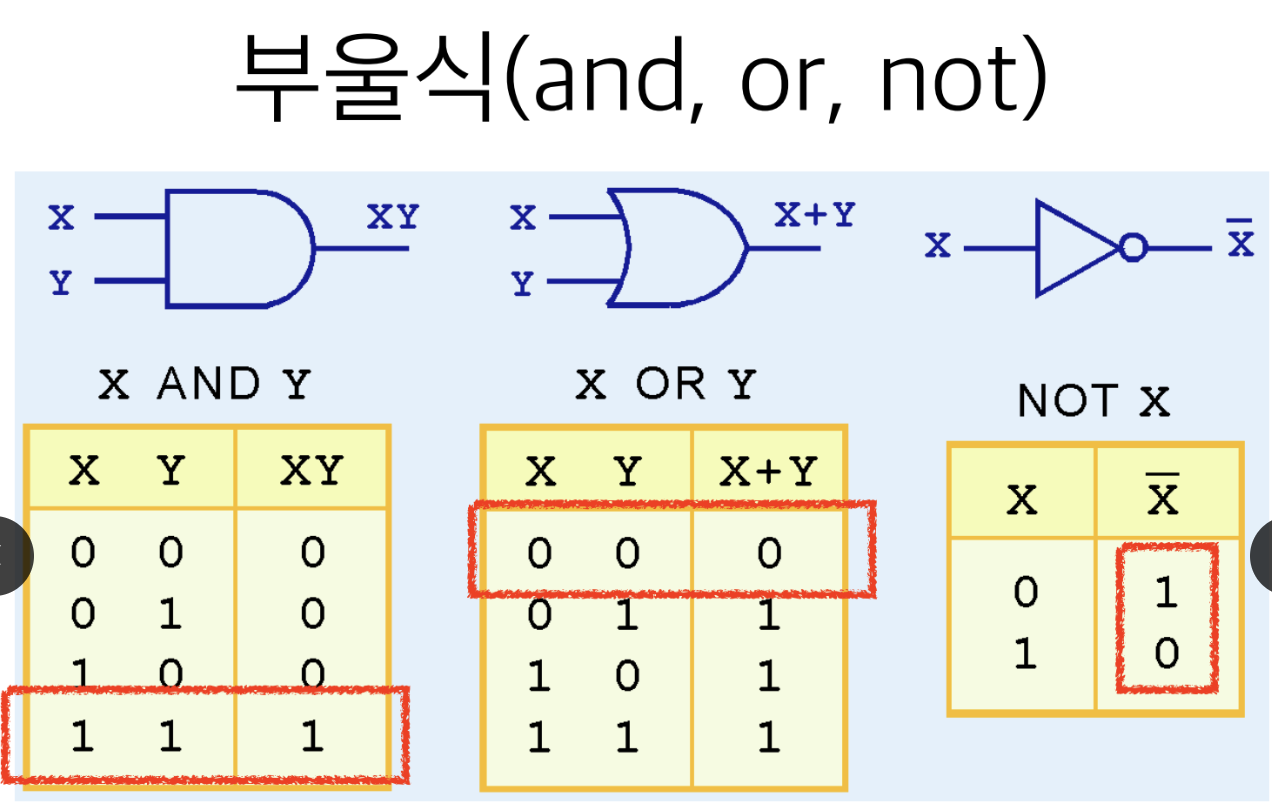 부울식(and, or, not)
X
Y
XY
X
Y
X+Y
X
X̅
X AND Y
X Y XY
0 0 0
0 1 0
1 0 0
1 1 1
X OR Y
X Y X+Y
0 0 0
0 1 1
1 0 1
1 1 1
NOT X
X X̅
0 1
1 0